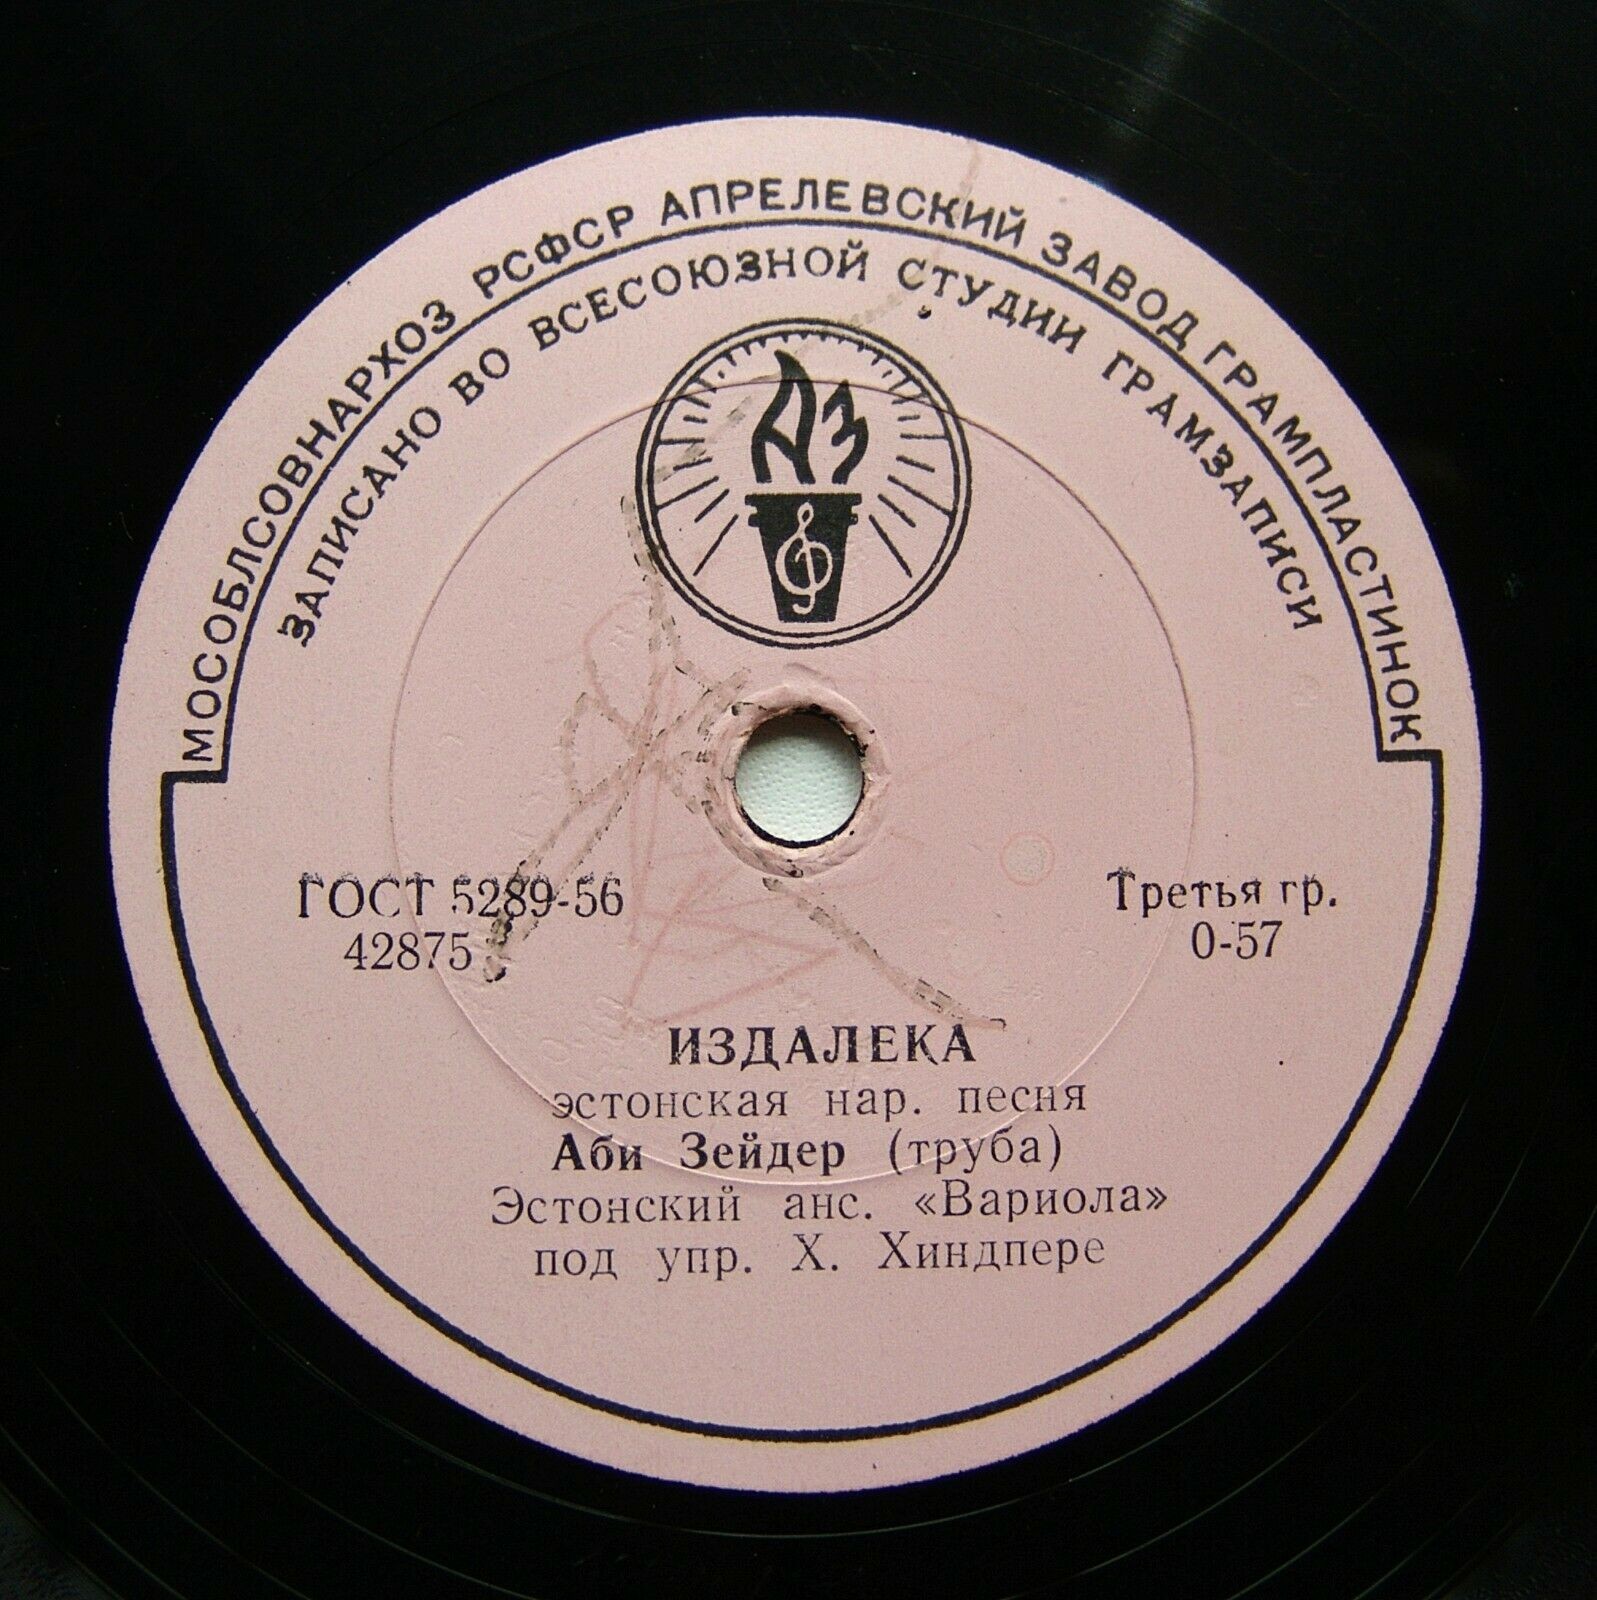 МОСОБЛСОВНАРХОЗ РСФСР АПРЕЛЕВСКИЙ ЗАВОД ГРАМПЛАСТИНОК
ЗАПИСАНО ВО ВСЕСОЮЗНОЙ СТУДИИ ГРАМЗАПИСИ
АЗ
ГОСТ 5289-56
42875
Третья гр.
0-57
ИЗДАЛЕКА
эстонская нар. песня
Аби Зейдер (труба)
Эстонский анс. «Вариола»
под упр. Х. Хиндпере